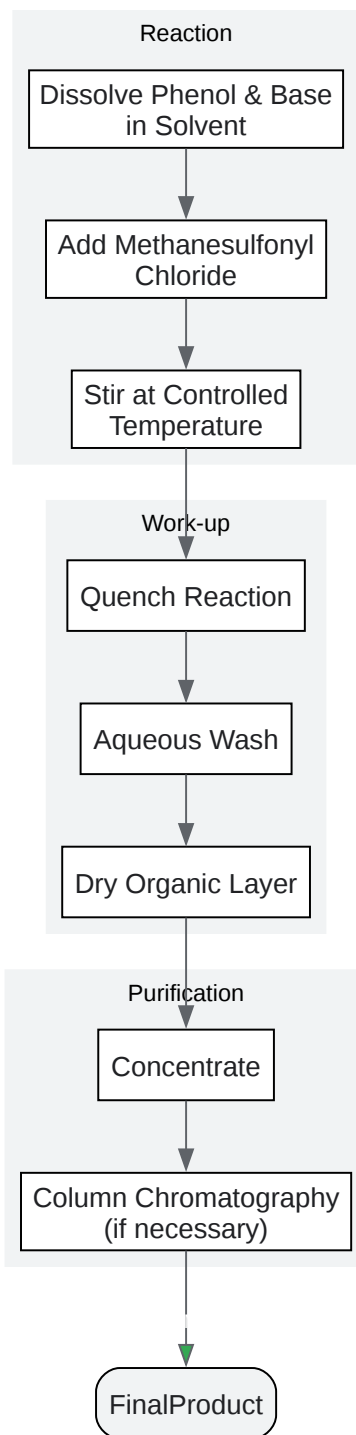 Reaction
Dissolve Phenol & Base
in Solvent
Add Methanesulfonyl
Chloride
Stir at Controlled
Temperature
Work-up
Quench Reaction
Aqueous Wash
Dry Organic Layer
Purification
Concentrate
Column Chromatography
(if necessary)
FinalProduct